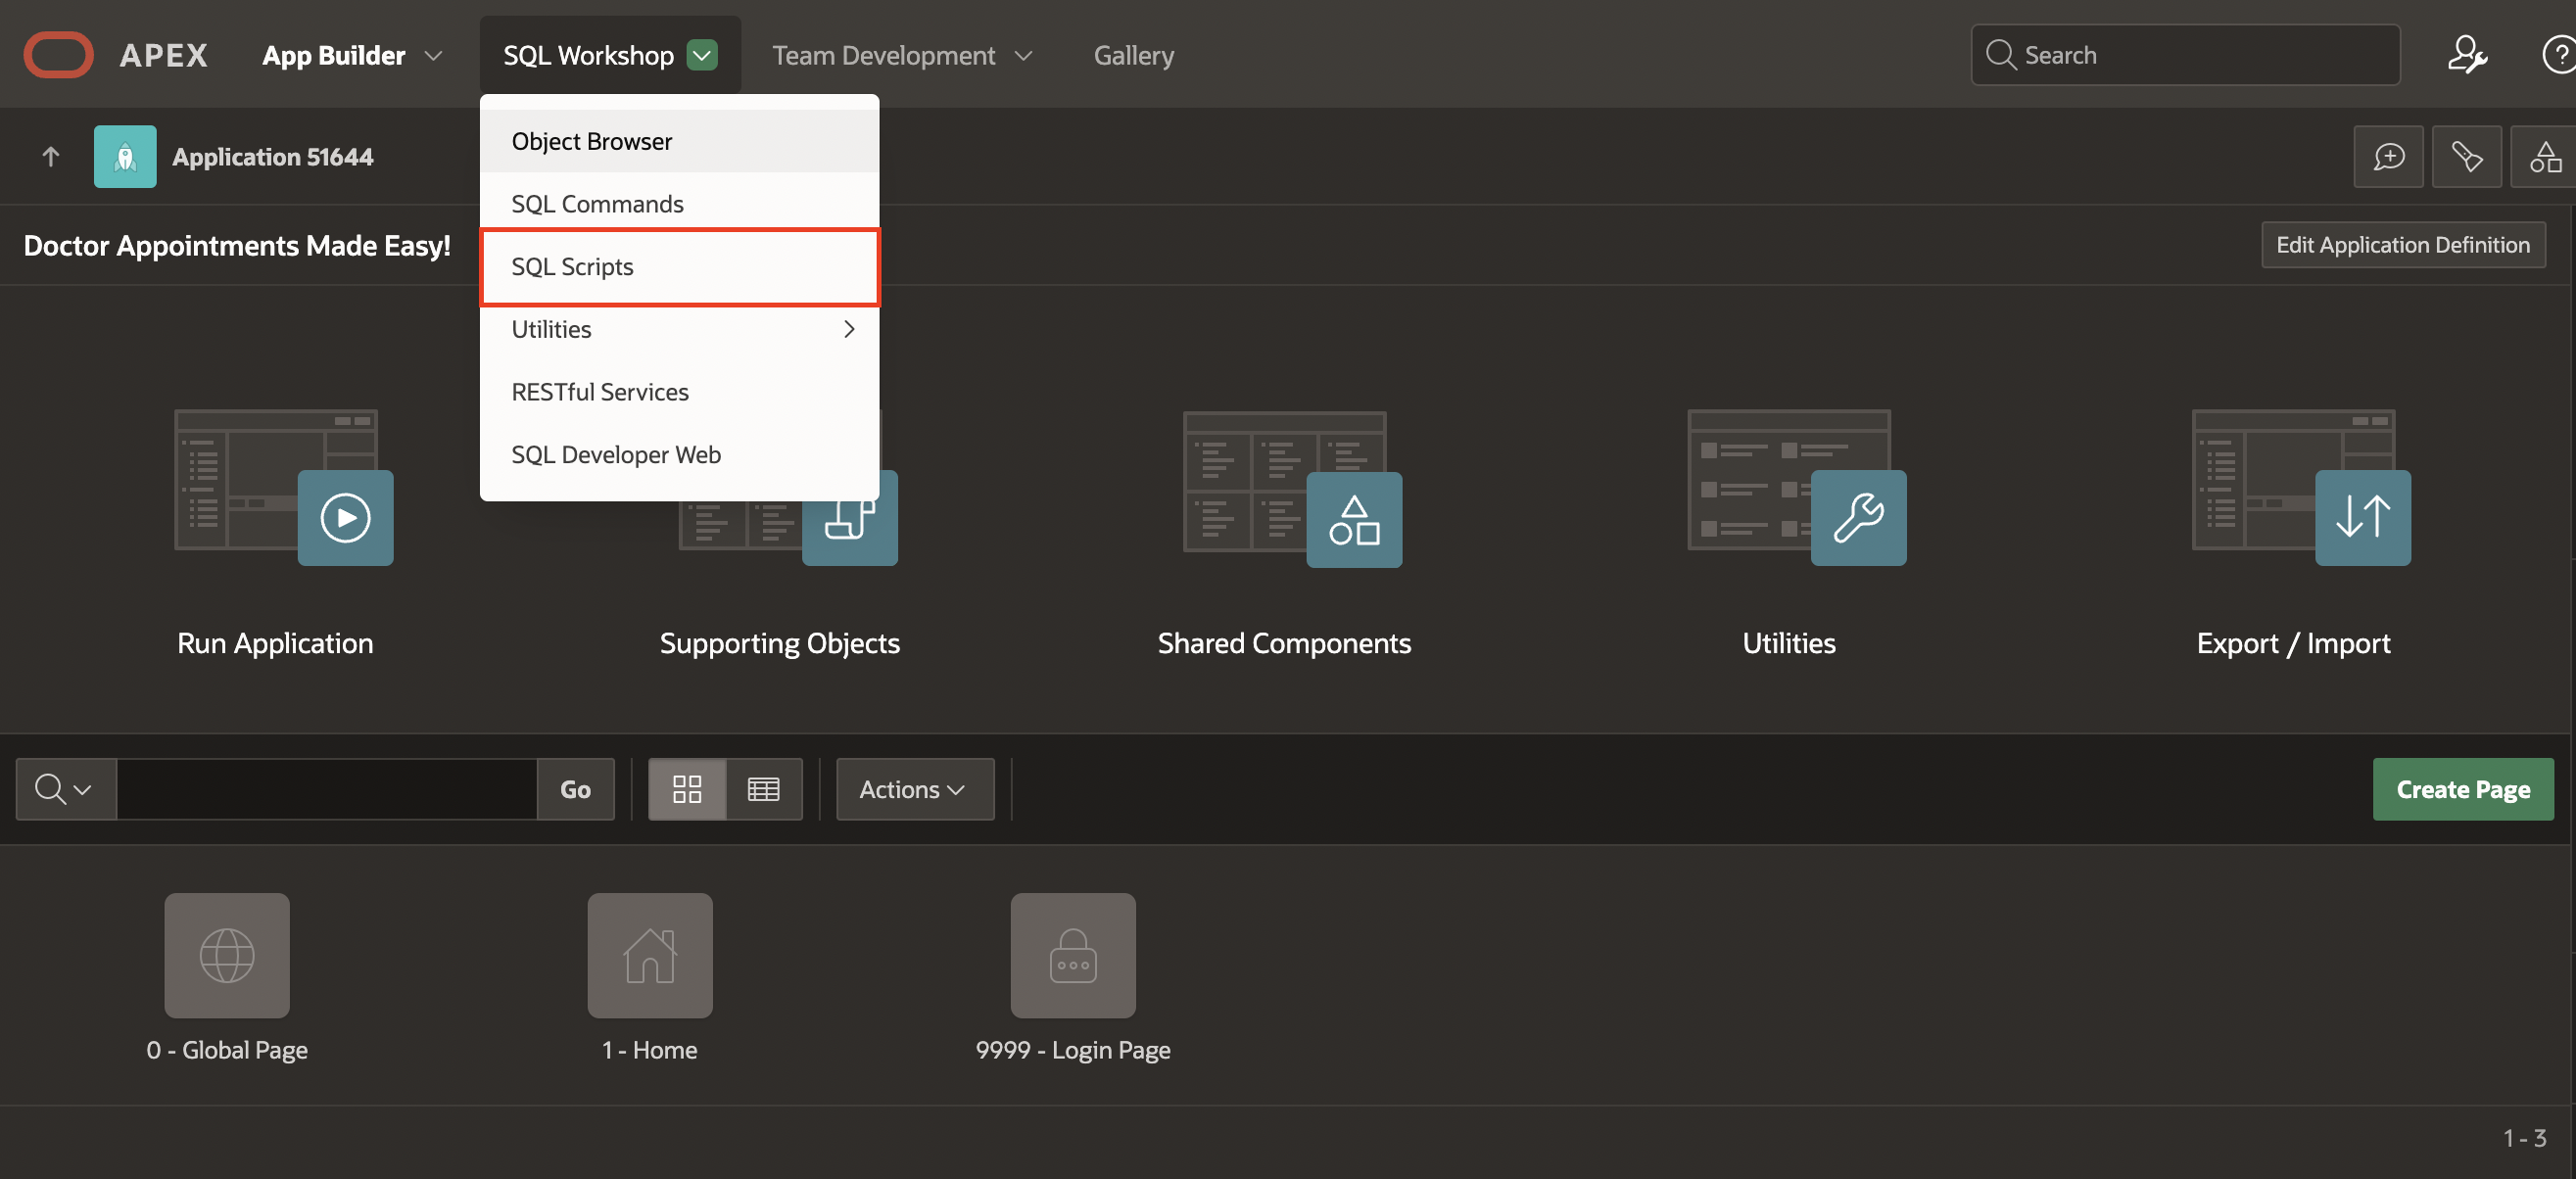 APEX
App Builder
SQL Workshop
Team Development
Gallery
Search
?
Application 51644
Doctor Appointments Made Easy!
Edit Application Definition
Object Browser
SQL Commands
SQL Scripts
Utilities
RESTful Services
SQL Developer Web
Run Application
Supporting Objects
Shared Components
Utilities
Export / Import
Go
Actions
Create Page
0 - Global Page
1 - Home
9999 - Login Page
1 - 3